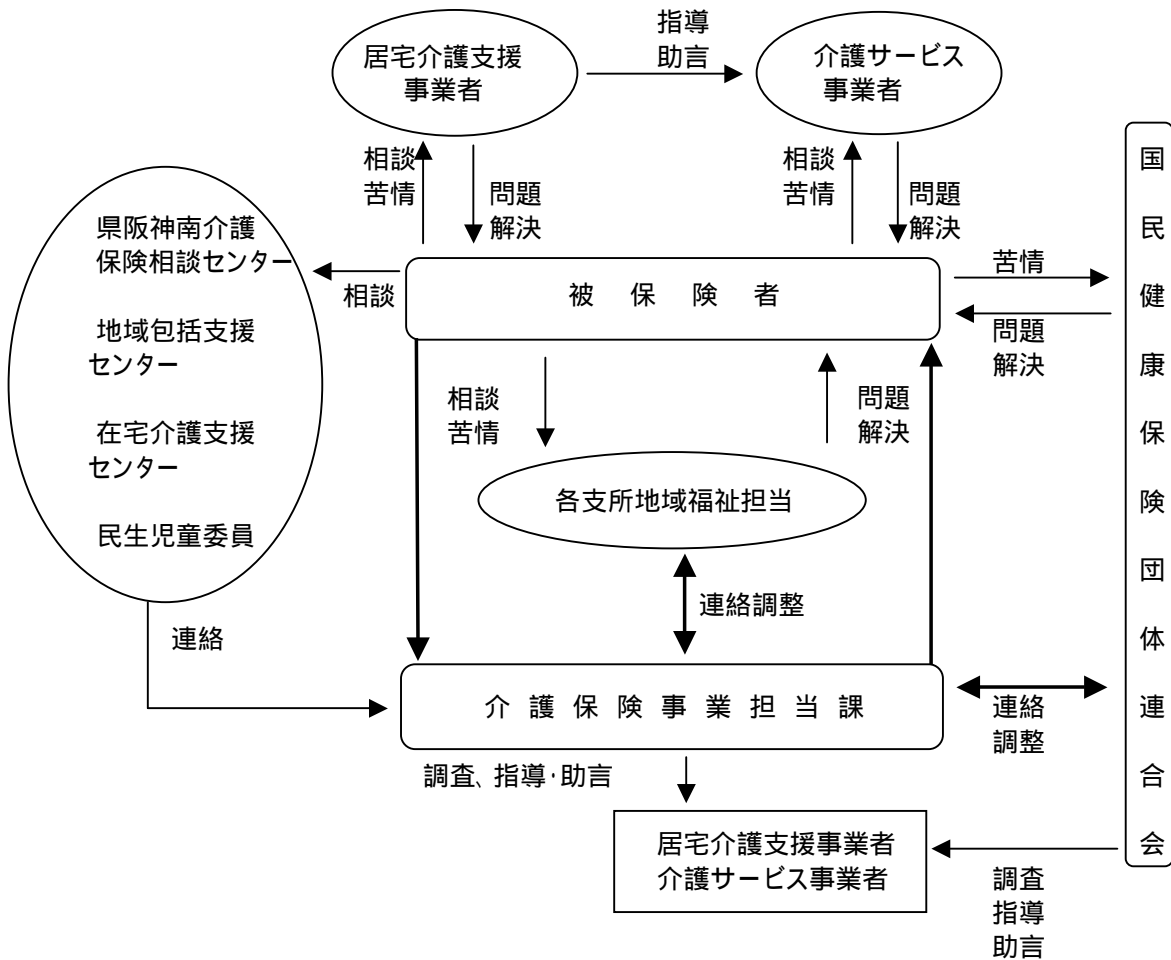 指導
助言
居宅介護支援
事業者
介護サービス
事業者
相談
苦情
問題
解決
相談
苦情
問題
解決
県阪神南介護
保険相談センター
地域包括支援
センター
在宅介護支援
センター
民生児童委員
相談
被保険者
苦情
問題
解決
国民健康保険団体連合会
相談
苦情
問題
解決
各支所地域福祉担当
連絡調整
連絡
介護保険事業担当課
連絡
調整
調査、指導・助言
居宅介護支援事業者
介護サービス事業者
調査
指導
助言